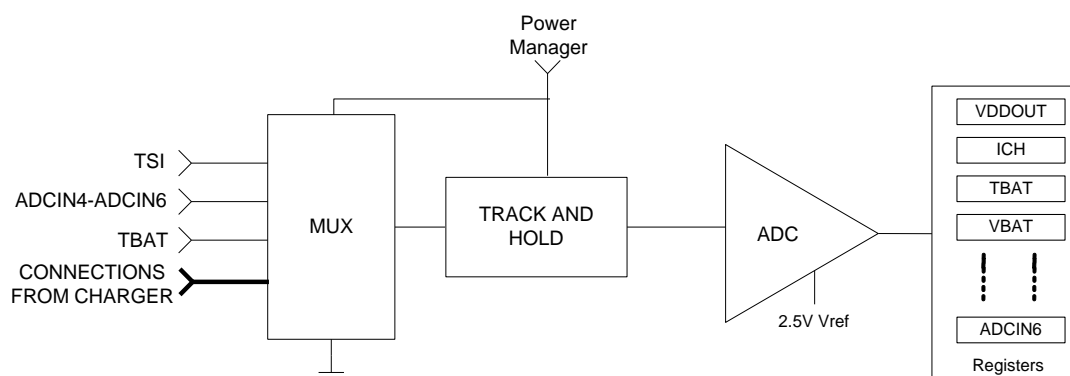 Power
Manager
TSI
ADCIN4-ADCIN6
TBAT
CONNECTIONS
FROM CHARGER
MUX
TRACK AND
HOLD
ADC
2.5V Vref
VDDOUT
ICH
TBAT
VBAT
ADCIN6
Registers